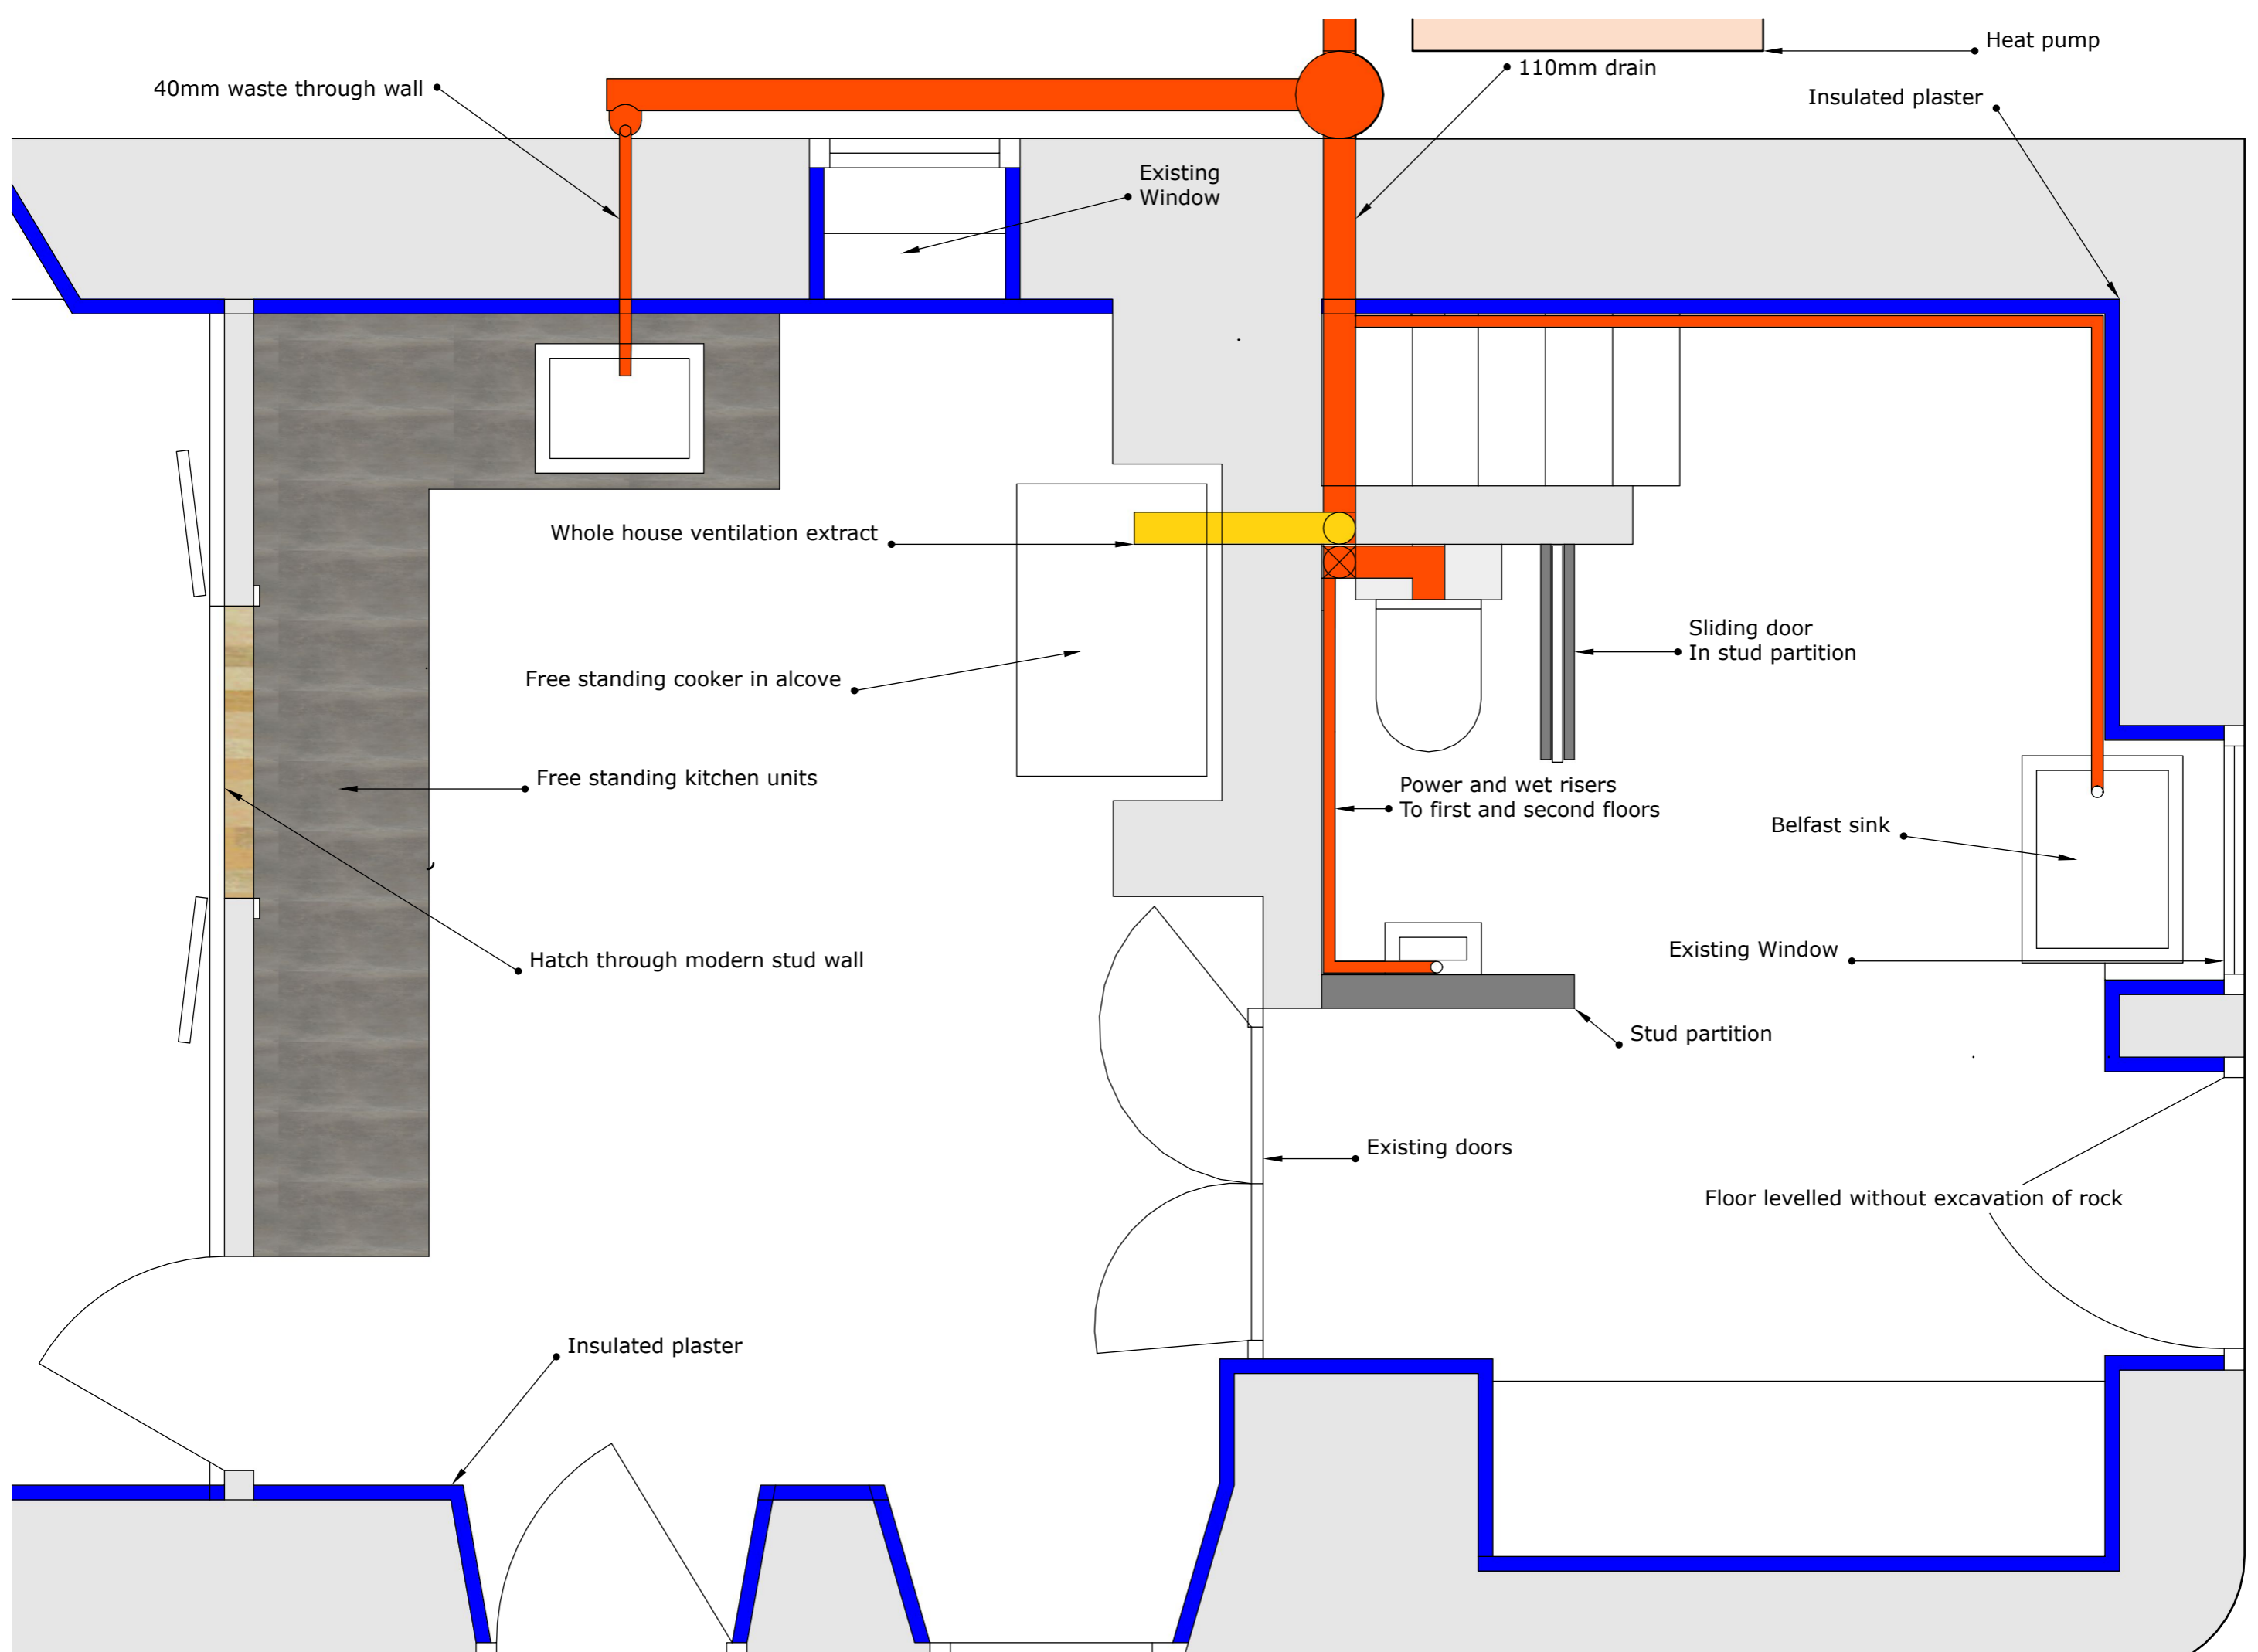 Heat pump
110mm drain
40mm waste through wall
Insulated plaster
Existing
Window
Whole house ventilation extract
Sliding door
In stud partition
Free standing cooker in alcove
Free standing kitchen units
Power and wet risers
To first and second floors
Belfast sink
Existing Window
Hatch through modern stud wall
Stud partition
Existing doors
Floor levelled without excavation of rock
Insulated plaster